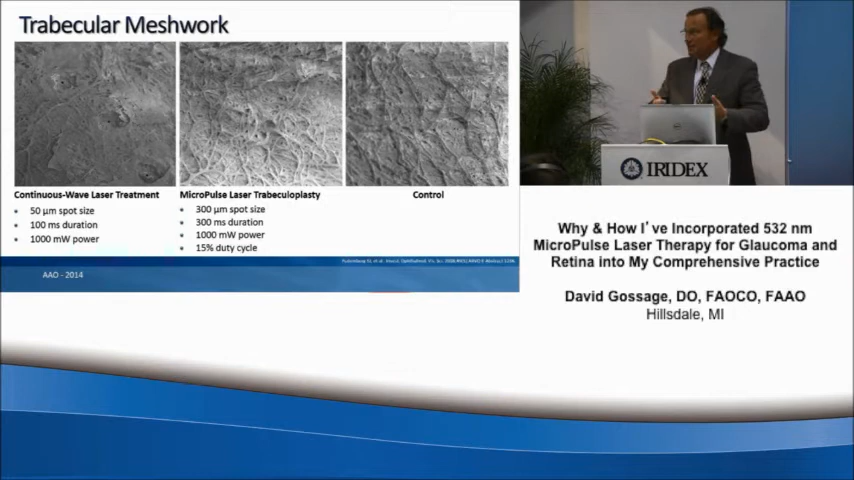 Trabecular Meshwork
Continuous-Wave Laser Treatment
• 50 µm spot size
• 100 ms duration
• 1000 mW power
MicroPulse Laser Trabeculoplasty
• 300 µm spot size
• 300 ms duration
• 1000 mW power
• 15% duty cycle
Control
AAO - 2014
IRIDEX
Why & How I've Incorporated 532 nm
MicroPulse Laser Therapy for Glaucoma and
Retina into My Comprehensive Practice
David Gossage, DO, FAOCO, FAAO
Hillsdale, MI